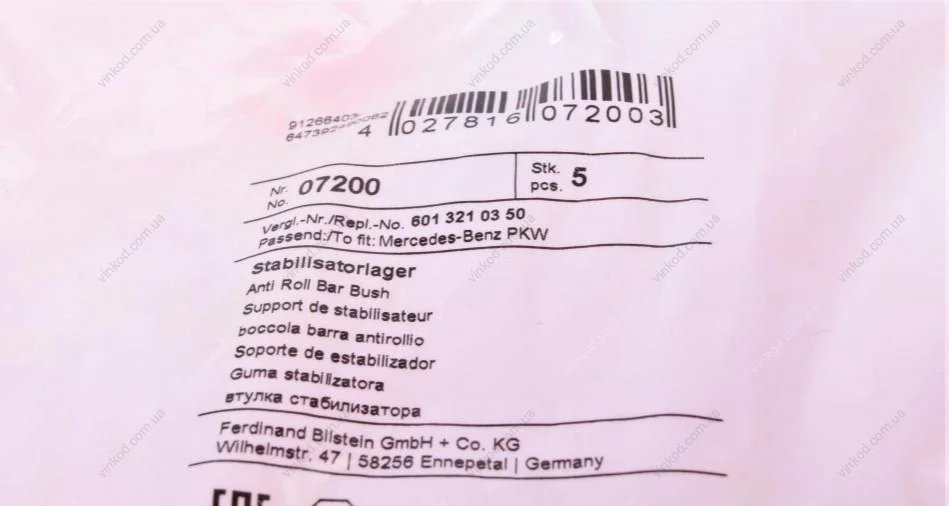 91266403-
4 027816 072003
Nr. No. 07200
Stk. pcs. 5
Vergl.-Nr./Repl.-No. 601 321 03 50
Passend:/To fit: Mercedes-Benz PKW
Stabilisatorlager
Anti Roll Bar Bush
Support de stabilisateur
boccola barra antirollio
Soporte de estabilizador
Guma stabilizatora
втулка стабилизатора
Ferdinand Bilstein GmbH + Co. KG
Wilhelmstr. 47 | 58256 Ennepetal | Germany
vinkod.com.ua